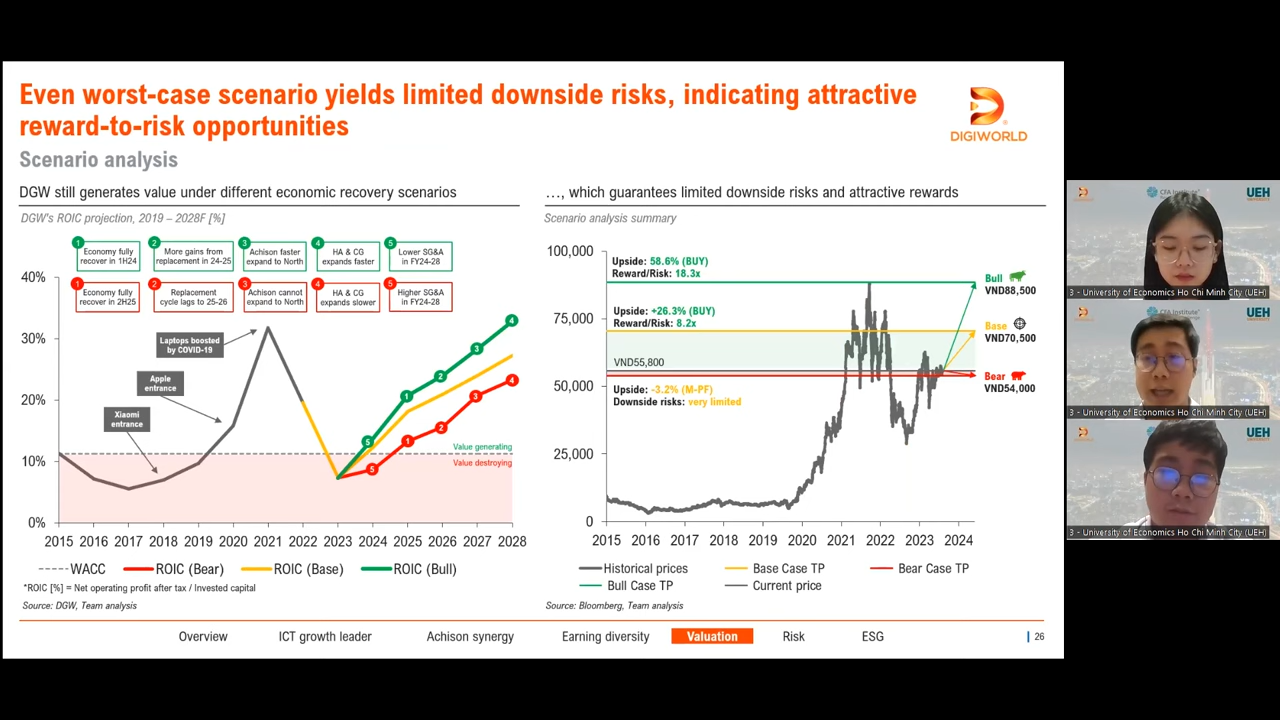 Even worst-case scenario yields limited downside risks, indicating attractive
reward-to-risk opportunities
DIGIWORLD
Scenario analysis
DGW still generates value under different economic recovery scenarios
DGW's ROIC projection, 2019 – 2028F [%]
1
Economy fully
recover in 1H24
2
More gains from
replacement in 24-25
3
Achison faster
expand to North
4
HA & CG
expands faster
5
Lower SG&A
in FY24-28
1
Economy fully
recover in 2H25
2
Replacement
cycle lags to 25-26
3
Achison cannot
expand to North
4
HA & CG
expands slower
5
Higher SG&A
in FY24-28
40%
30%
20%
10%
0%
Laptops boosted
by COVID-19
Apple
entrance
Xiaomi
entrance
5
1
2
3
4
5
1
2
3
4
Value generating
Value destroying
2015 2016 2017 2018 2019 2020 2021 2022 2023 2024 2025 2026 2027 2028
WACC ROIC (Bear) ROIC (Base) ROIC (Bull)
*ROIC [%] = Net operating profit after tax / Invested capital
Source: DGW, Team analysis
…, which guarantees limited downside risks and attractive rewards
Scenario analysis summary
100,000
75,000
50,000
25,000
0
Upside: 58.6% (BUY)
Reward/Risk: 18.3x
Upside: +26.3% (BUY)
Reward/Risk: 8.2x
VND55,800
Upside: -3.2% (M-PF)
Downside risks: very limited
Bull
VND88,500
Base
VND70,500
Bear
VND54,000
2015 2016 2017 2018 2019 2020 2021 2022 2023 2024
Historical prices Base Case TP Bear Case TP
Bull Case TP Current price
Source: Bloomberg, Team analysis
Overview ICT growth leader Achison synergy Earning diversity Valuation Risk ESG
26
CFA Institute
UEH
3 - University of Economics Ho Chi Minh City (UEH)
CFA Institute
UEH
3 - University of Economics Ho Chi Minh City (UEH)
UEH
3 - University of Economics Ho Chi Minh City (UEH)